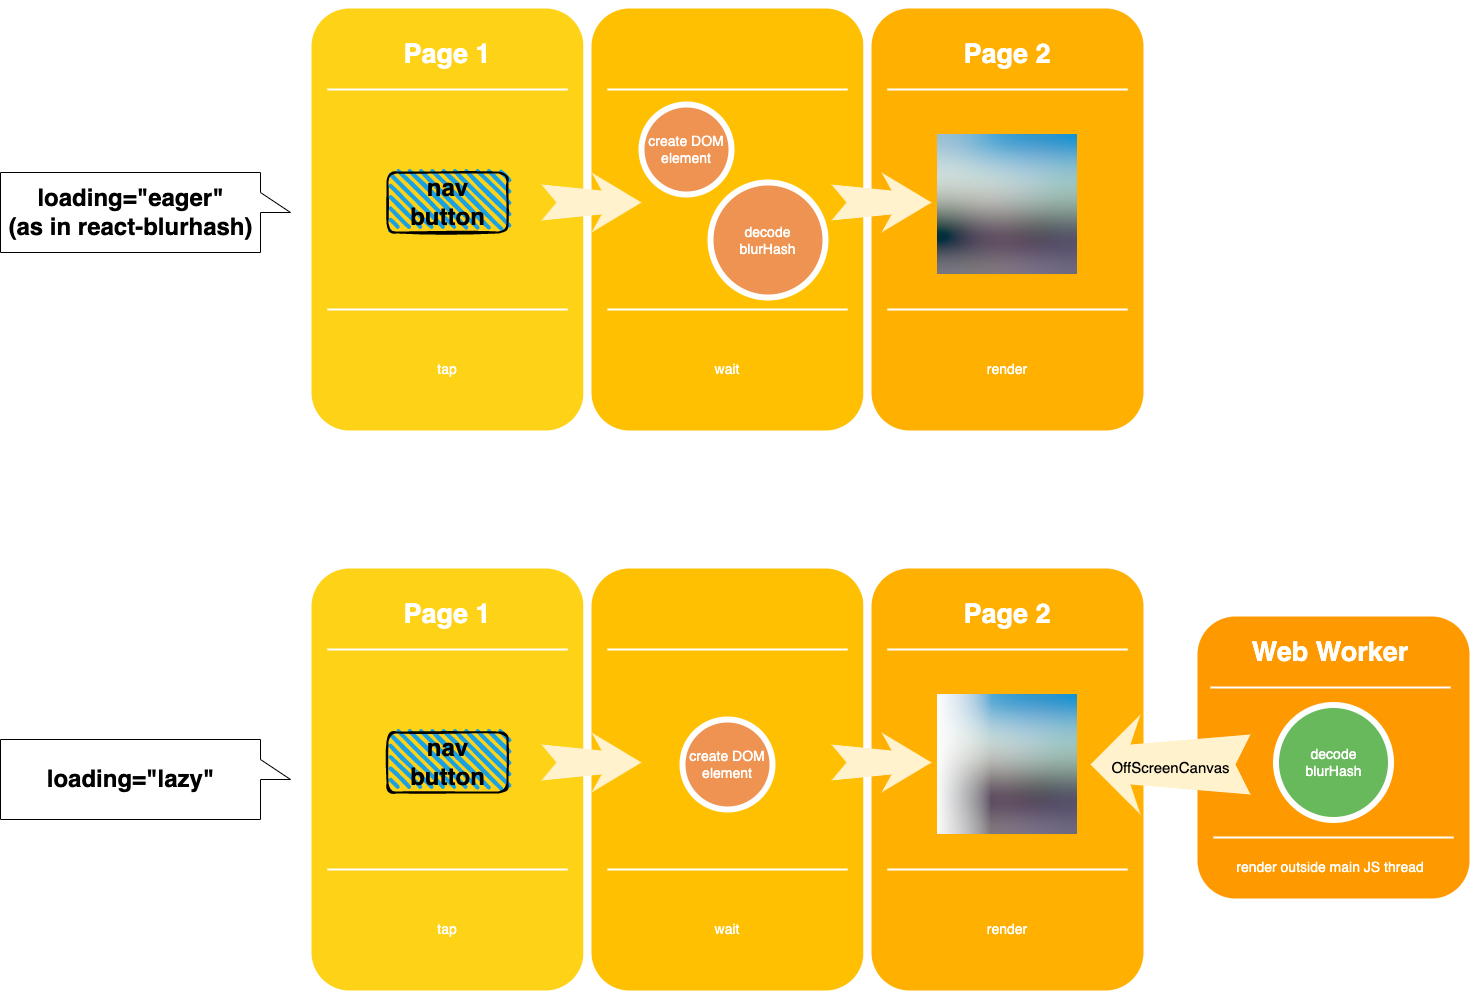 Page 1
Page 2
loading="eager"
(as in react-blurhash)
nav
button
create DOM
element
decode
blurHash
tap
wait
render
Page 1
Page 2
Web Worker
loading="lazy"
nav
button
create DOM
element
OffScreenCanvas
decode
blurHash
render outside main JS thread
tap
wait
render